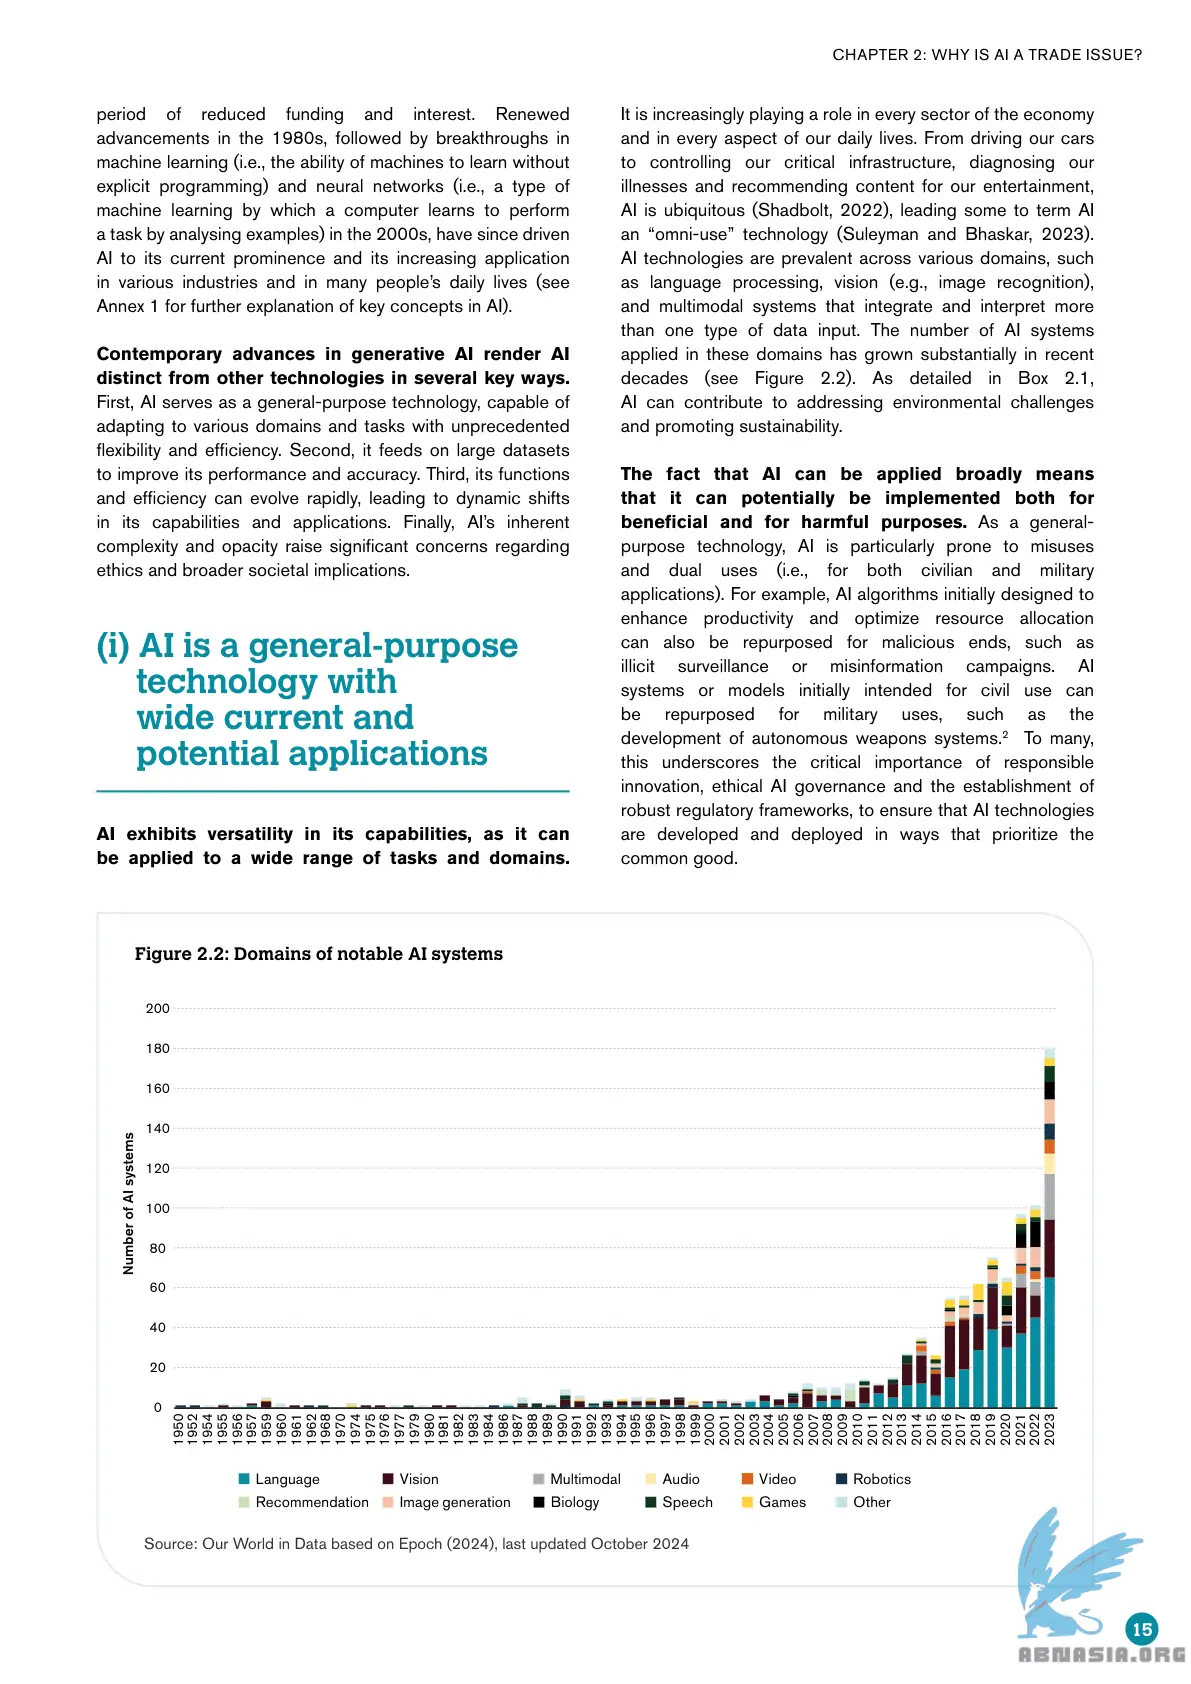 CHAPTER 2: WHY IS AI A TRADE ISSUE?
period of reduced funding and interest. Renewed
advancements in the 1980s, followed by breakthroughs in
machine learning (i.e., the ability of machines to learn without
explicit programming) and neural networks (i.e., a type of
machine learning by which a computer learns to perform
a task by analysing examples) in the 2000s, have since driven
AI to its current prominence and its increasing application
in various industries and in many people's daily lives (see
Annex 1 for further explanation of key concepts in AI).
Contemporary advances in generative AI render AI
distinct from other technologies in several key ways.
First, AI serves as a general-purpose technology, capable of
adapting to various domains and tasks with unprecedented
flexibility and efficiency. Second, it feeds on large datasets
to improve its performance and accuracy. Third, its functions
and efficiency can evolve rapidly, leading to dynamic shifts
in its capabilities and applications. Finally, AI's inherent
complexity and opacity raise significant concerns regarding
ethics and broader societal implications.
(i) AI is a general-purpose
technology with
wide current and
potential applications
AI exhibits versatility in its capabilities, as it can
be applied to a wide range of tasks and domains.
It is increasingly playing a role in every sector of the economy
and in every aspect of our daily lives. From driving our cars
to controlling our critical infrastructure, diagnosing our
illnesses and recommending content for our entertainment,
AI is ubiquitous (Shadbolt, 2022), leading some to term AI
an “omni-use” technology (Suleyman and Bhaskar, 2023).
AI technologies are prevalent across various domains, such
as language processing, vision (e.g., image recognition),
and multimodal systems that integrate and interpret more
than one type of data input. The number of AI systems
applied in these domains has grown substantially in recent
decades (see Figure 2.2). As detailed in Box 2.1,
AI can contribute to addressing environmental challenges
and promoting sustainability.
The fact that AI can be applied broadly means
that it can potentially be implemented both for
beneficial and for harmful purposes. As a general-
purpose technology, AI is particularly prone to misuses
and dual uses (i.e., for both civilian and military
applications). For example, AI algorithms initially designed to
enhance productivity and optimize resource allocation
can also be repurposed for malicious ends, such as
illicit surveillance or misinformation campaigns. AI
systems or models initially intended for civil use can
be repurposed for military uses, such as the
development of autonomous weapons systems.² To many,
this underscores the critical importance of responsible
innovation, ethical AI governance and the establishment of
robust regulatory frameworks, to ensure that AI technologies
are developed and deployed in ways that prioritize the
common good.
Figure 2.2: Domains of notable AI systems
Number of AI systems
200
180
160
140
120
100
80
60
40
20
0
1950 1952 1954 1955 1956 1957 1959 1960 1961 1962 1968 1970 1974 1975 1976 1977 1979 1980 1981 1982 1983 1984 1986 1987 1988 1989 1990 1991 1992 1993 1994 1995 1996 1997 1998 1999 2000 2001 2002 2003 2004 2005 2006 2007 2008 2009 2010 2011 2012 2013 2014 2015 2016 2017 2018 2019 2020 2021 2022 2023
Language Vision Multimodal Audio Video Robotics
Recommendation Image generation Biology Speech Games Other
Source: Our World in Data based on Epoch (2024), last updated October 2024
15
ABMASIA.ORG